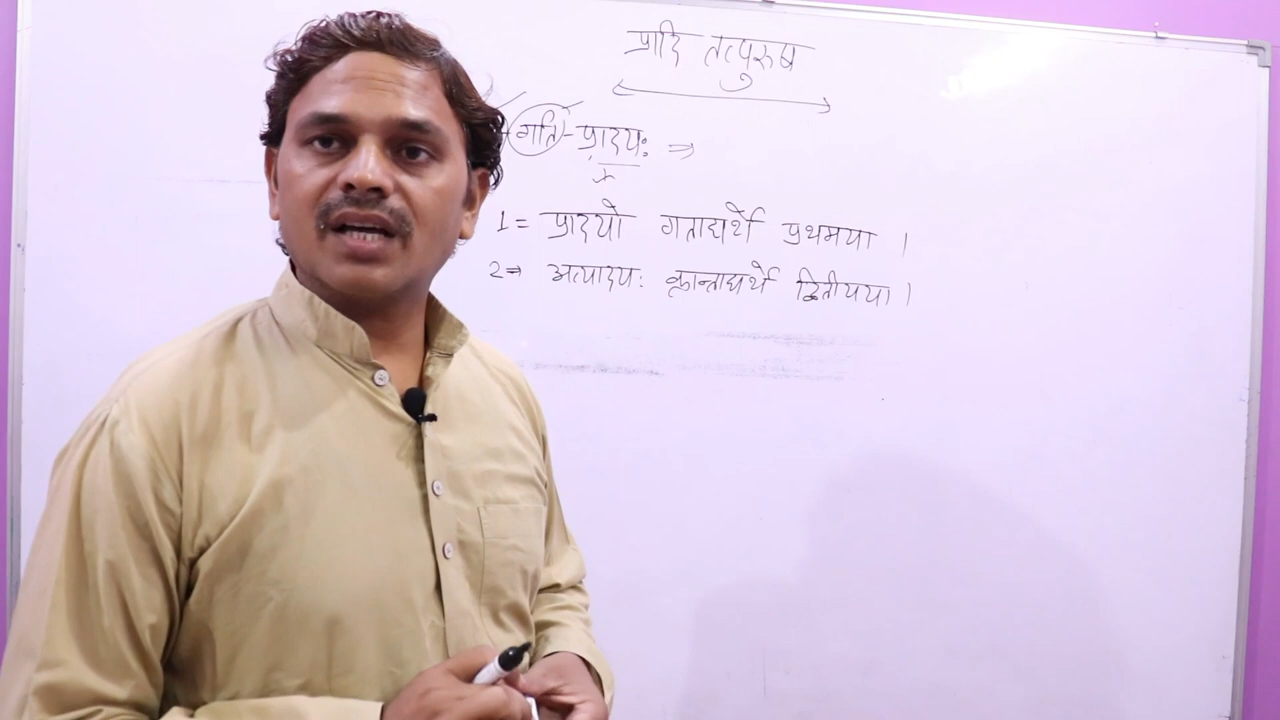 प्रादि तत्पुरुष
गति-प्रादयः ⇒
1= प्रादयो गताद्यर्थे प्रथमया ।
2⇒ अत्यादयः क्रान्ताद्यर्थे द्वितीयया ।